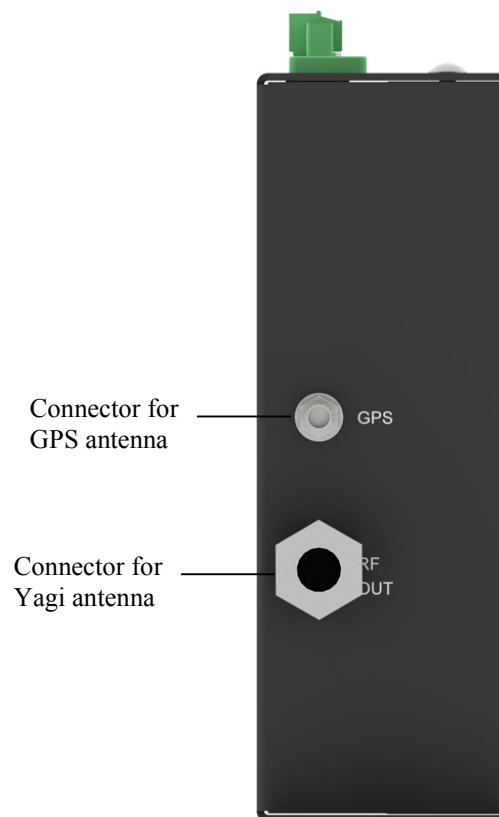 Connector for
GPS antenna
GPS
Connector for
Yagi antenna
RF
OUT